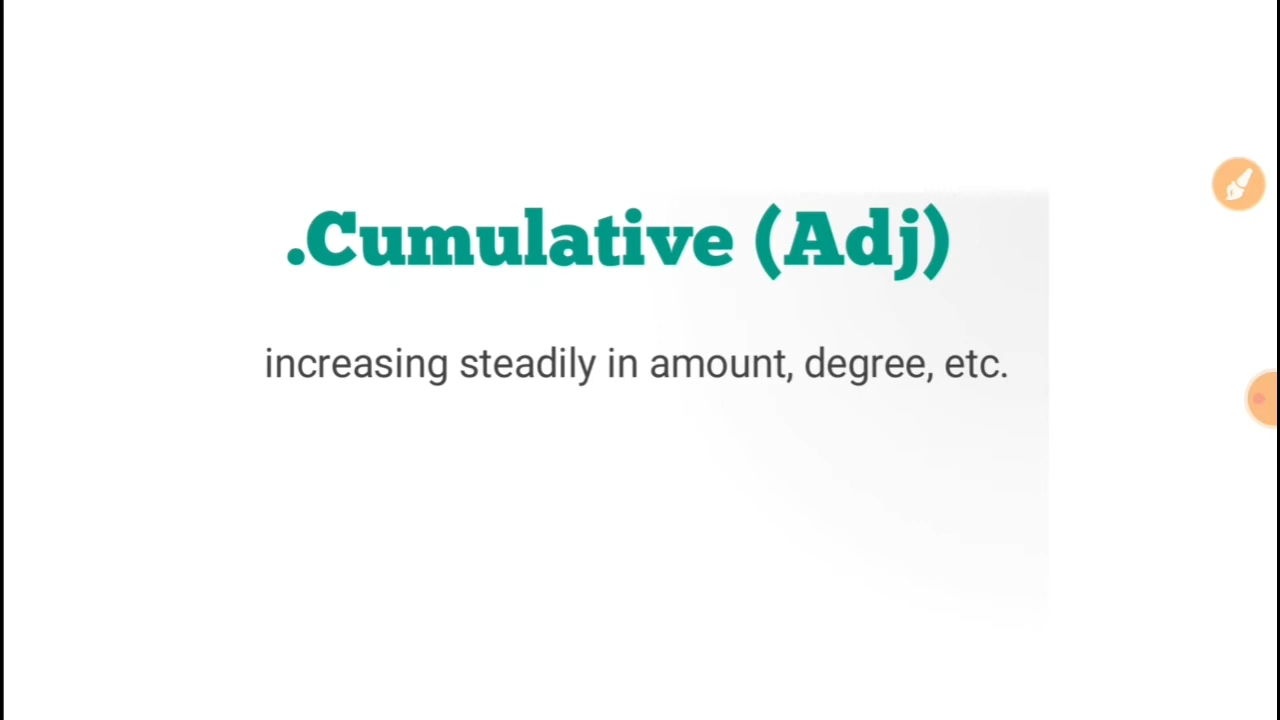 .Cumulative (Adj)
increasing steadily in amount, degree, etc.